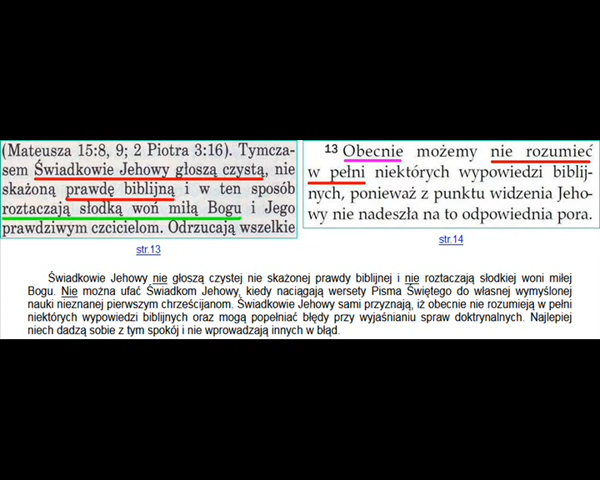 (Mateusza 15:8, 9; 2 Piotra 3:16). Tymcza-
sem Świadkowie Jehowy głoszą czystą, nie
skażoną prawdę biblijną i w ten sposób
roztaczają słodką woń miłą Bogu i Jego
prawdziwym czcicielom. Odrzucają wszelkie
str.13
13 Obecnie możemy nie rozumieć
w pełni niektórych wypowiedzi biblij-
nych, ponieważ z punktu widzenia Jeho-
wy nie nadeszła na to odpowiednia pora.
str.14
Świadkowie Jehowy nie głoszą czystej nie skażonej prawdy biblijnej i nie roztaczają słodkiej woni miłej
Bogu. Nie można ufać Świadkom Jehowy, kiedy naciągają wersety Pisma Świętego do własnej wymyślonej
nauki nieznanej pierwszym chrześcijanom. Świadkowie Jehowy sami przyznają, iż obecnie nie rozumieją w pełni
niektórych wypowiedzi biblijnych oraz mogą popełniać błędy przy wyjaśnianiu spraw doktrynalnych. Najlepiej
niech dadzą sobie z tym spokój i nie wprowadzają innych w błąd.